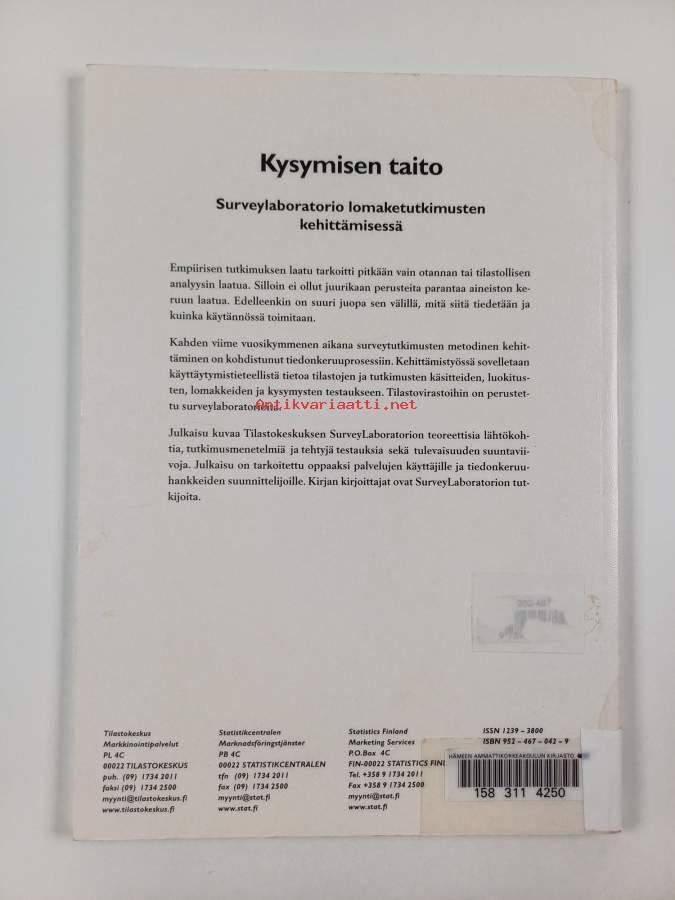 Kysymisen taito
Surveylaboratorio lomaketutkimusten
kehittämisessä
Empiirisen tutkimuksen laatu tarkoitti pitkään vain otannan tai tilastollisen
analyysin laatua. Silloin ei ollut juurikaan perusteita parantaa aineiston ke-
ruun laatua. Edelleenkin on suuri juopa sen välillä, mitä siitä tiedetään ja
kuinka käytännössä toimitaan.
Kahden viime vuosikymmenen aikana surveytutkimusten metodinen kehit-
täminen on kohdistunut tiedonkeruuprosessiin. Kehittämistyössä sovelletaan
käyttäytymistieteellistä tietoa tilastojen ja tutkimusten käsitteiden, luokitus-
ten, lomakkeiden ja kysymysten testaukseen. Tilastovirastoihin on perustet-
tu surveylaboratorioita.
Antikvariaatti.net
Julkaisu kuvaa Tilastokeskuksen SurveyLaboratorion teoreettisia lähtökoh-
tia, tutkimusmenetelmiä ja tehtyjä testauksia sekä tulevaisuuden suuntavii-
voja. Julkaisu on tarkoitettu oppaaksi palvelujen käyttäjille ja tiedonkeruu-
hankkeiden suunnittelijoille. Kirjan kirjoittajat ovat SurveyLaboratorion tut-
kijoita.
Tilastokeskus
Markkinointipalvelut
PL 4C
00022 TILASTOKESKUS
puh. (09) 1734 2011
faksi (09) 1734 2500
myynti@tilastokeskus.fi
www.tilastokeskus.fi
Statistikcentralen
Marknadsföringstjänster
PB 4C
00022 STATISTIKCENTRALEN
tfn (09) 1734 2011
fax (09) 1734 2500
myynti@stat.fi
www.stat.fi
Statistics Finland
Marketing Services
P.O.Box 4C
FIN-00022 STATISTICS FINL
Tel. +358 9 1734 2011
Fax +358 9 1734 2500
myynti@stat.fi
www.stat.fi
ISSN 1239 – 3800
ISBN 952 – 467 – 042 – 9
HÄMEEN AMMATTIKORKEAKOULUN KIRJASTO
158 311 4250